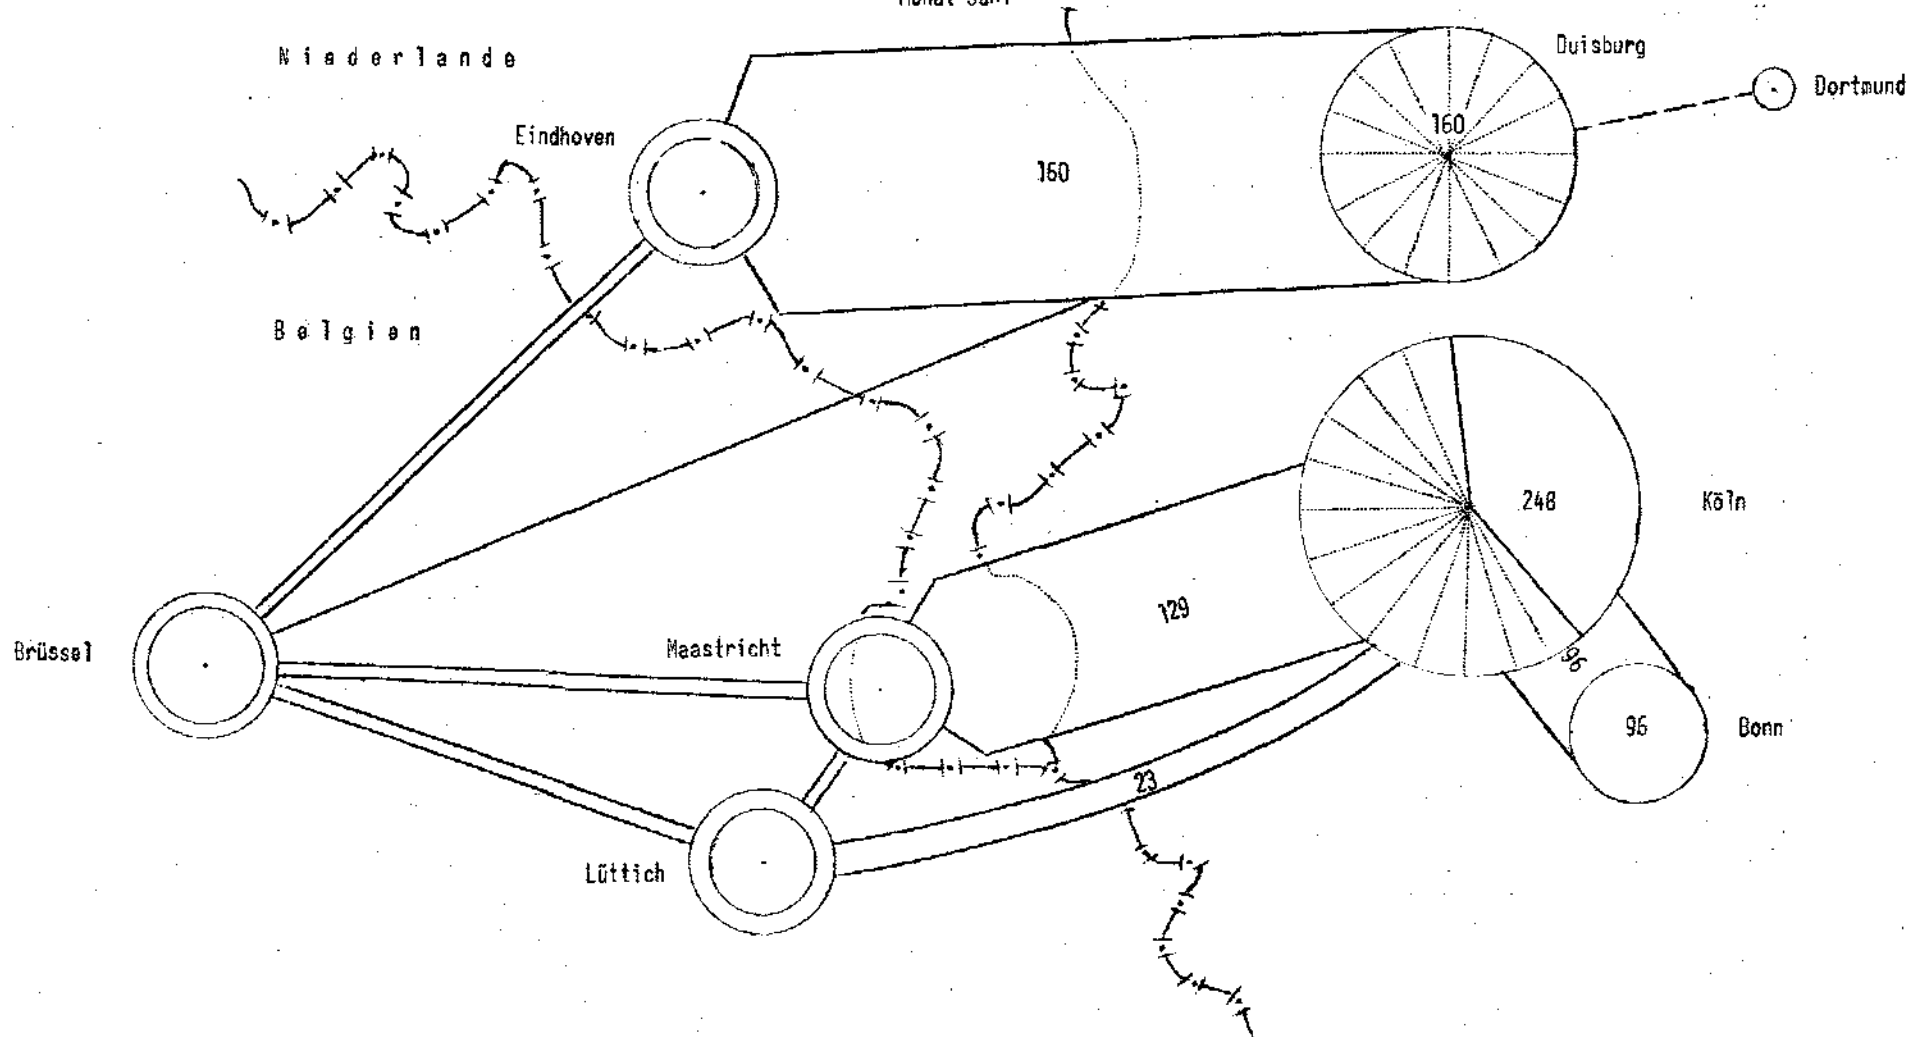 Niederlande
Duisburg
Dortmund
Eindhoven
160
160
Belgien
248
Köln
129
Maastricht
Brüssel
96
96
Bonn
23
Lüttich